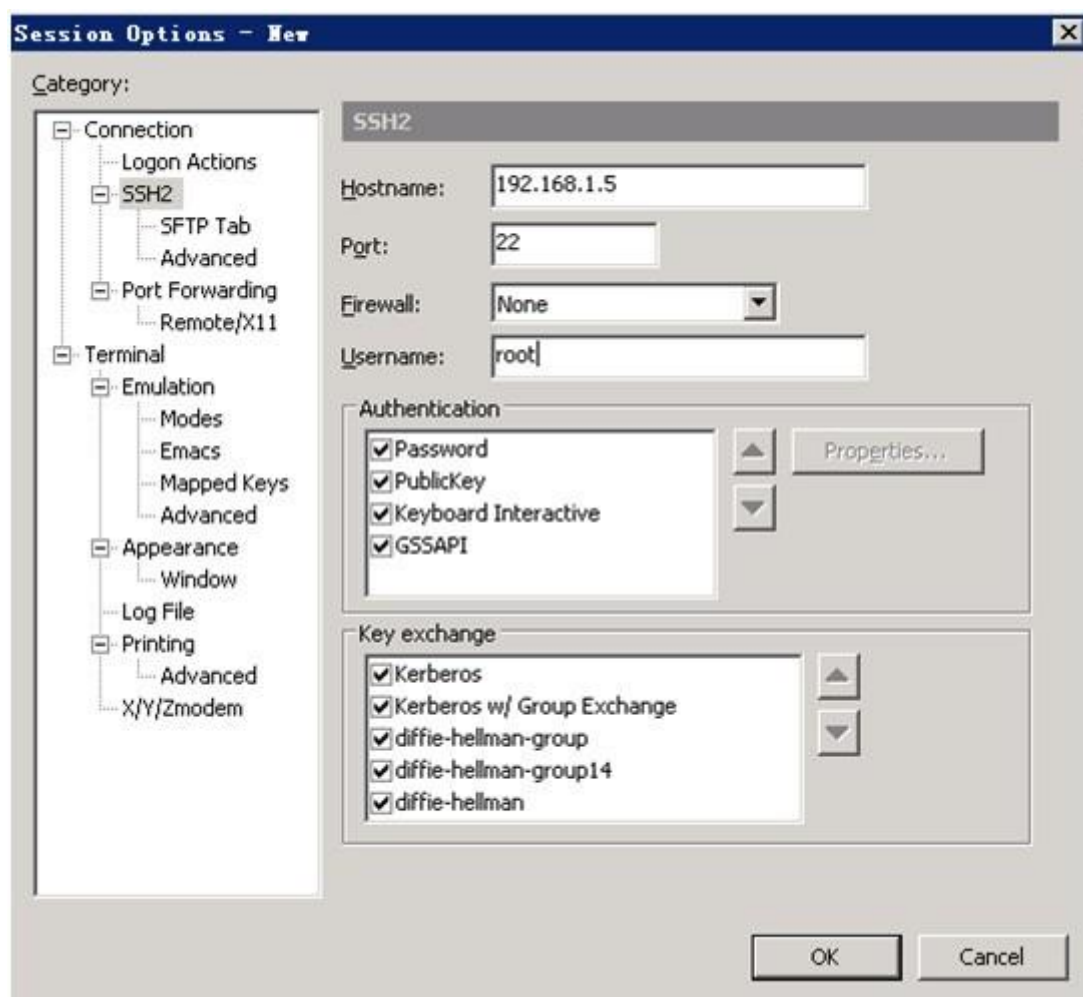 Session Options - New
Category:
Connection
Logon Actions
SSH2
SFTP Tab
Advanced
Port Forwarding
Remote/X11
Terminal
Emulation
Modes
Emacs
Mapped Keys
Advanced
Appearance
Window
Log File
Printing
Advanced
X/Y/Zmodem
SSH2
Hostname: 192.168.1.5
Port: 22
Firewall: None
Username: root
Authentication
Password
PublicKey
Keyboard Interactive
GSSAPI
Properties...
Key exchange
Kerberos
Kerberos w/ Group Exchange
diffie-hellman-group
diffie-hellman-group14
diffie-hellman
OK Cancel